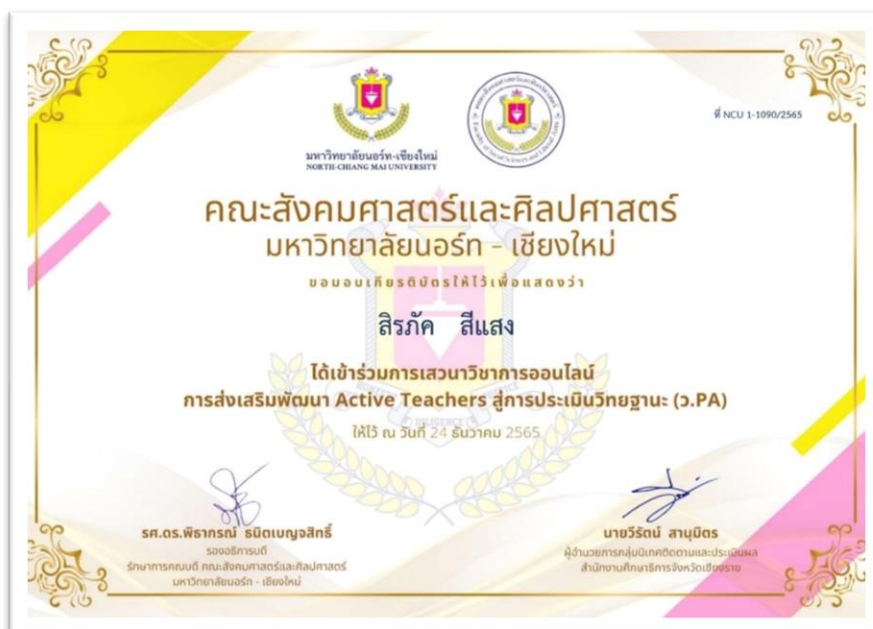 ที่ NCU 1-1090/2565
มหาวิทยาลัยนอร์ท-เชียงใหม่
NORTH-CHIANG MAI UNIVERSITY
คณะสังคมศาสตร์และศิลปศาสตร์
มหาวิทยาลัยนอร์ท - เชียงใหม่
ขอมอบเกียรติบัตรให้ไว้เพื่อแสดงว่า
สิรภัค สีแสง
ได้เข้าร่วมการเสวนาวิชาการออนไลน์
การส่งเสริมพัฒนา Active Teachers สู่การประเมินวิทยฐานะ (ว.PA)
ให้ไว้ ณ วันที่ 24 ธันวาคม 2565
รศ.ดร.พิธากรณ์ ธนิตเบญจสิทธิ์
รองอธิการบดี
รักษาการคณบดี คณะสังคมศาสตร์และศิลปศาสตร์
มหาวิทยาลัยนอร์ท - เชียงใหม่
นายวีรัตน์ สานุมิตร
ผู้อำนวยการกลุ่มนิเทศติดตามและประเมินผล
สำนักงานศึกษาธิการจังหวัดเชียงราย